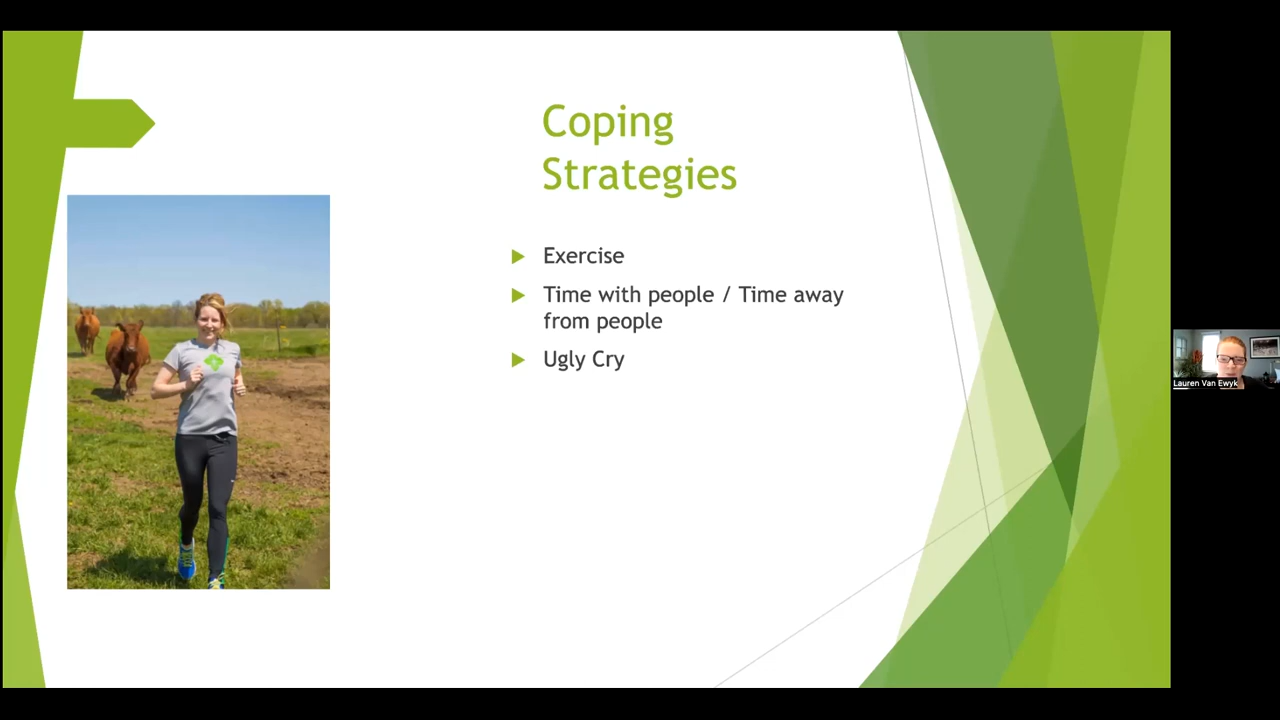 Coping
Strategies
Exercise
Time with people / Time away
from people
Ugly Cry
Lauren Van Ewyk